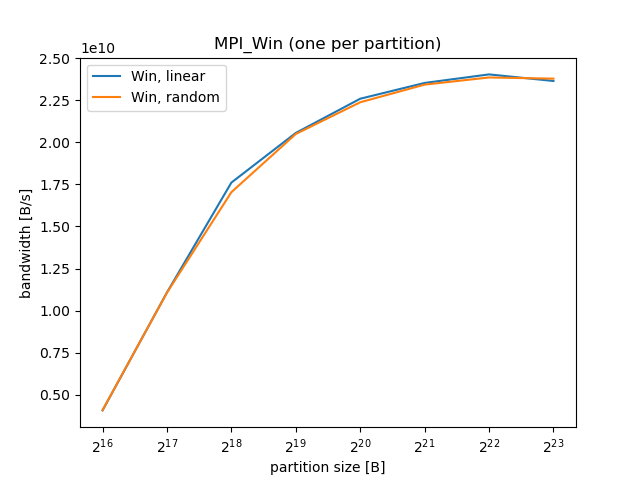 MPI_Win (one per partition)
1e10
Win, linear
Win, random
2.50
2.25
2.00
1.75
1.50
1.25
1.00
0.75
0.50
bandwidth [B/s]
2^16 2^17 2^18 2^19 2^20 2^21 2^22 2^23
partition size [B]